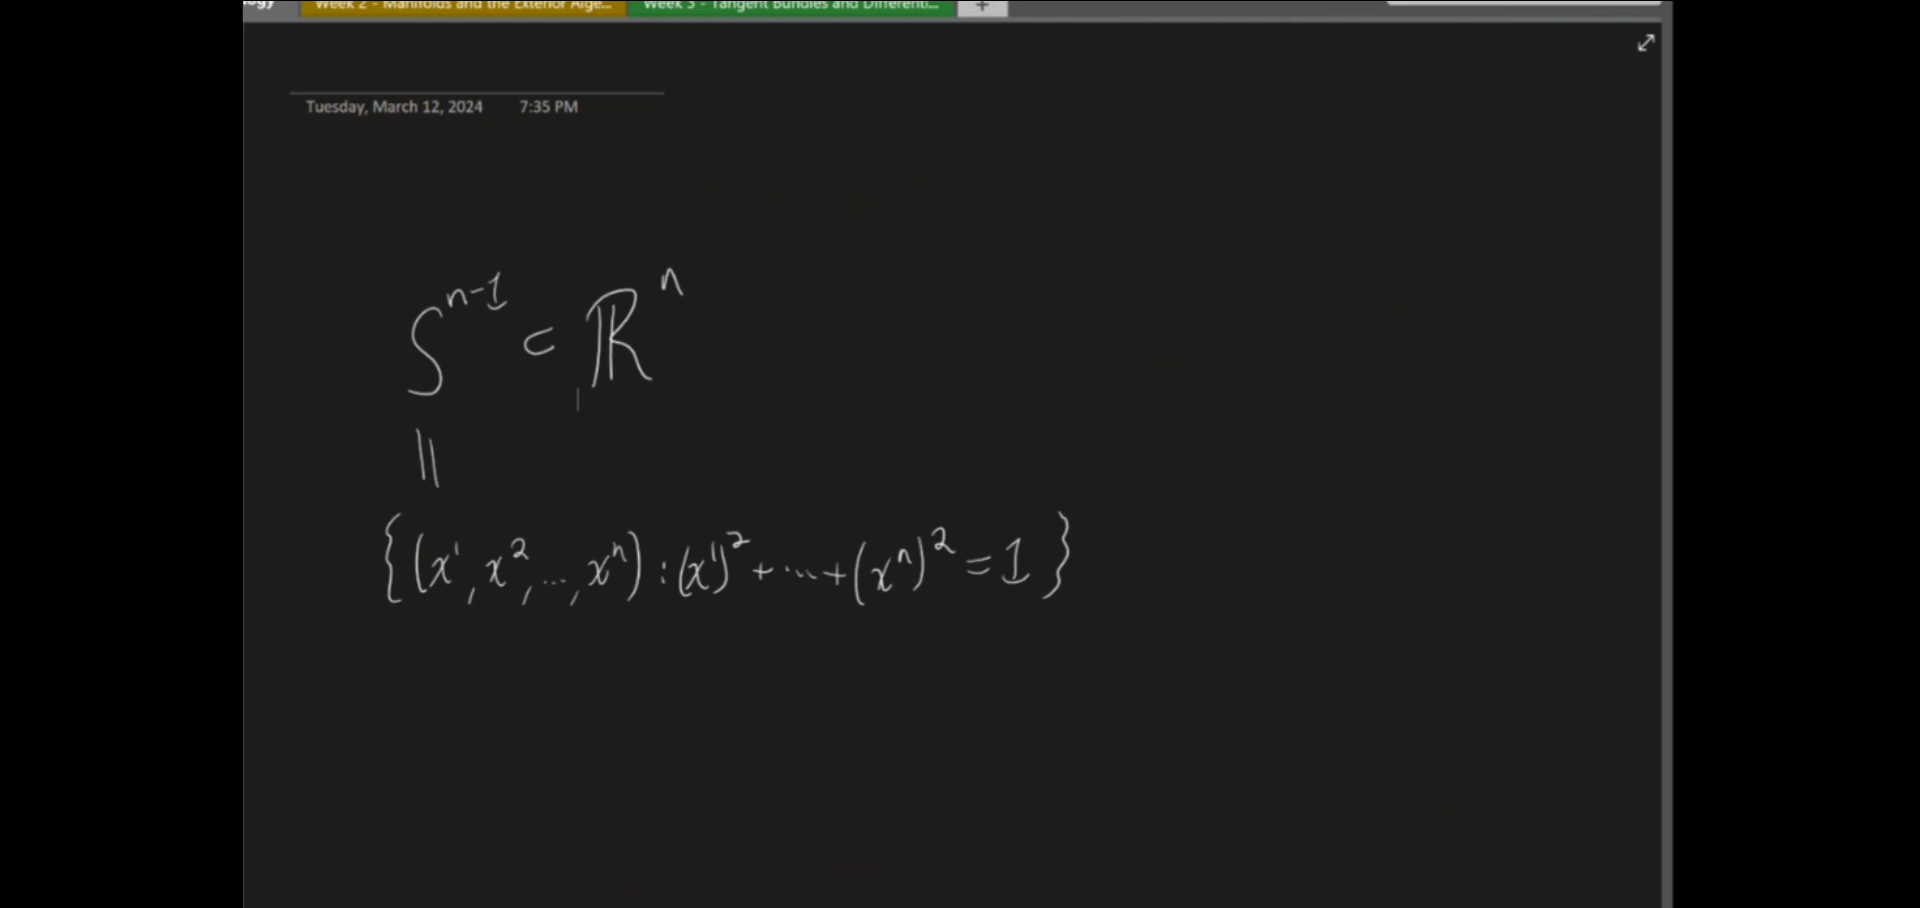 ogy Week 2 - Manifolds and the Exterior Alge... Week 3 - Tangent Bundles and Differenti... +
Tuesday, March 12, 2024 7:35 PM
S^{n-1} ⊂ ℝ^n
||
{(x^1, x^2, ..., x^n) : (x^1)^2 + ... + (x^n)^2 = 1}